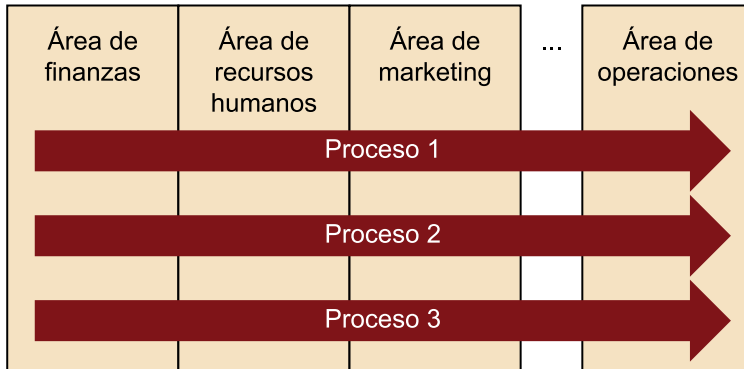 Área de
finanzas
Área de
recursos
humanos
Área de
marketing
...
Área de
operaciones
Proceso 1
Proceso 2
Proceso 3